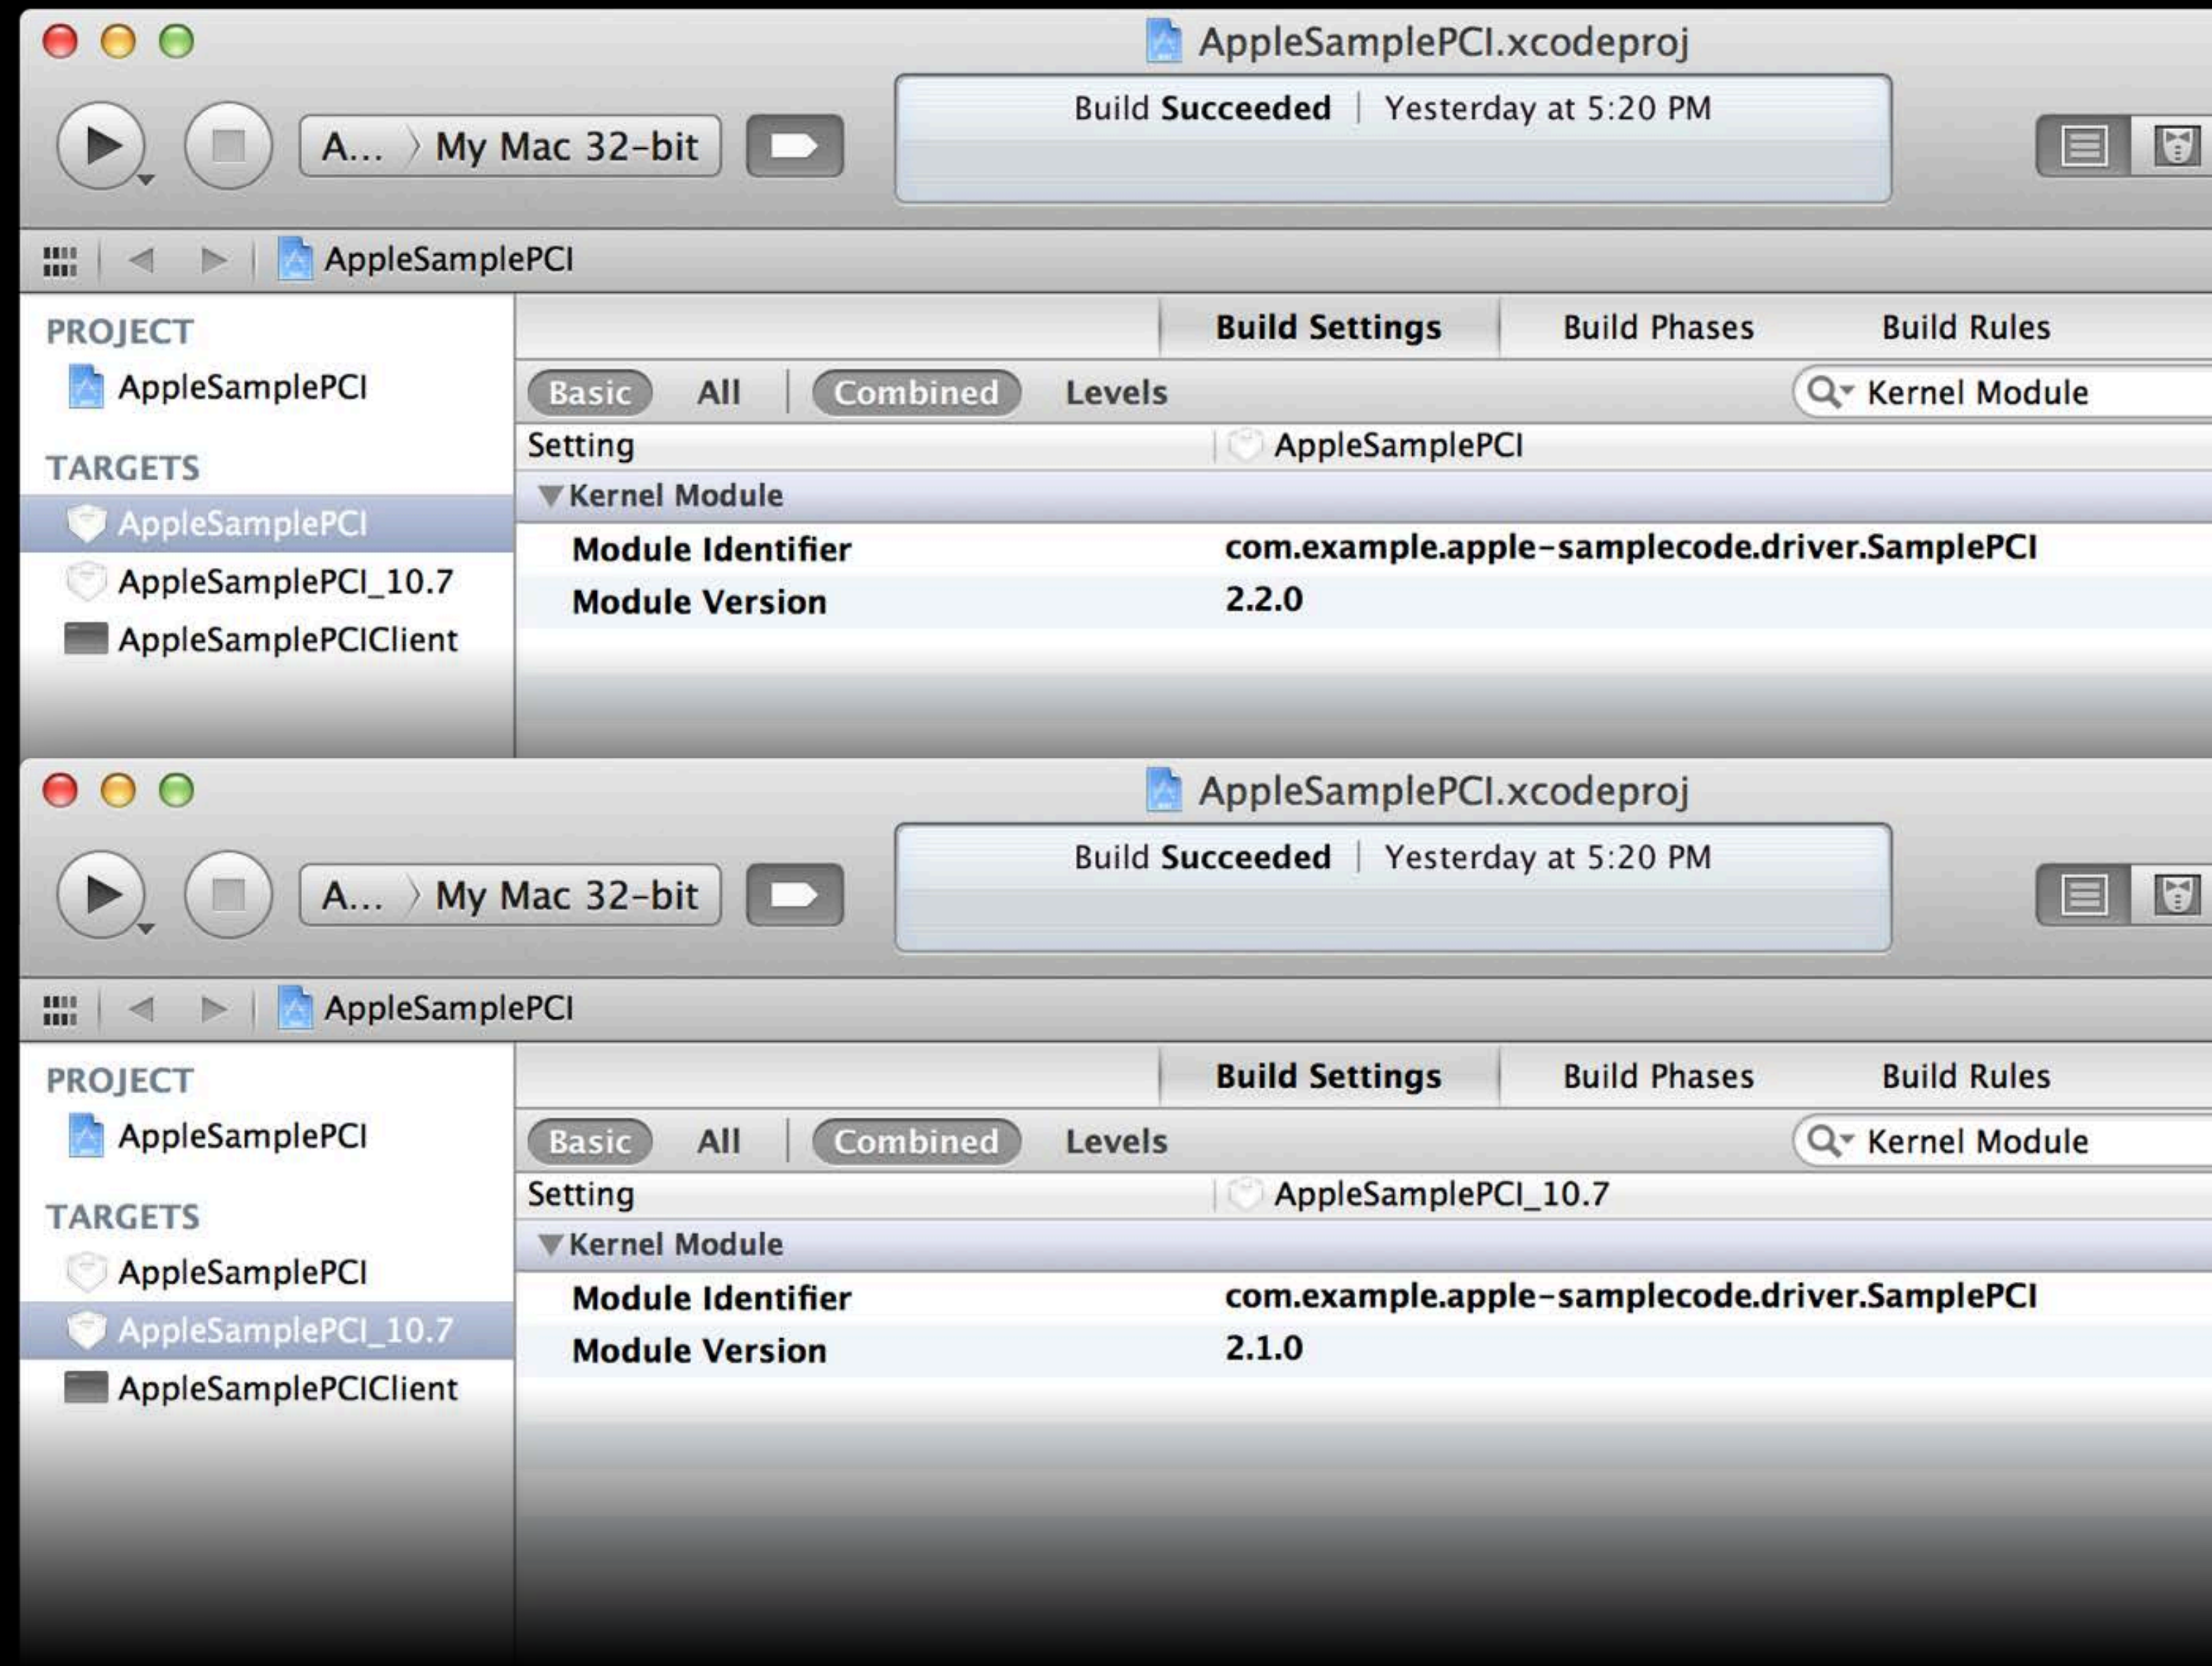 AppleSamplePCI.xcodeproj
Build Succeeded | Yesterday at 5:20 PM
A... 〉 My Mac 32-bit
AppleSamplePCI
PROJECT
AppleSamplePCI
TARGETS
AppleSamplePCI
AppleSamplePCI_10.7
AppleSamplePCIClient
Build Settings Build Phases Build Rules
Basic All | Combined Levels Kernel Module
Setting AppleSamplePCI
Kernel Module
Module Identifier com.example.apple-samplecode.driver.SamplePCI
Module Version 2.2.0
AppleSamplePCI.xcodeproj
Build Succeeded | Yesterday at 5:20 PM
A... 〉 My Mac 32-bit
AppleSamplePCI
PROJECT
AppleSamplePCI
TARGETS
AppleSamplePCI
AppleSamplePCI_10.7
AppleSamplePCIClient
Build Settings Build Phases Build Rules
Basic All | Combined Levels Kernel Module
Setting AppleSamplePCI_10.7
Kernel Module
Module Identifier com.example.apple-samplecode.driver.SamplePCI
Module Version 2.1.0